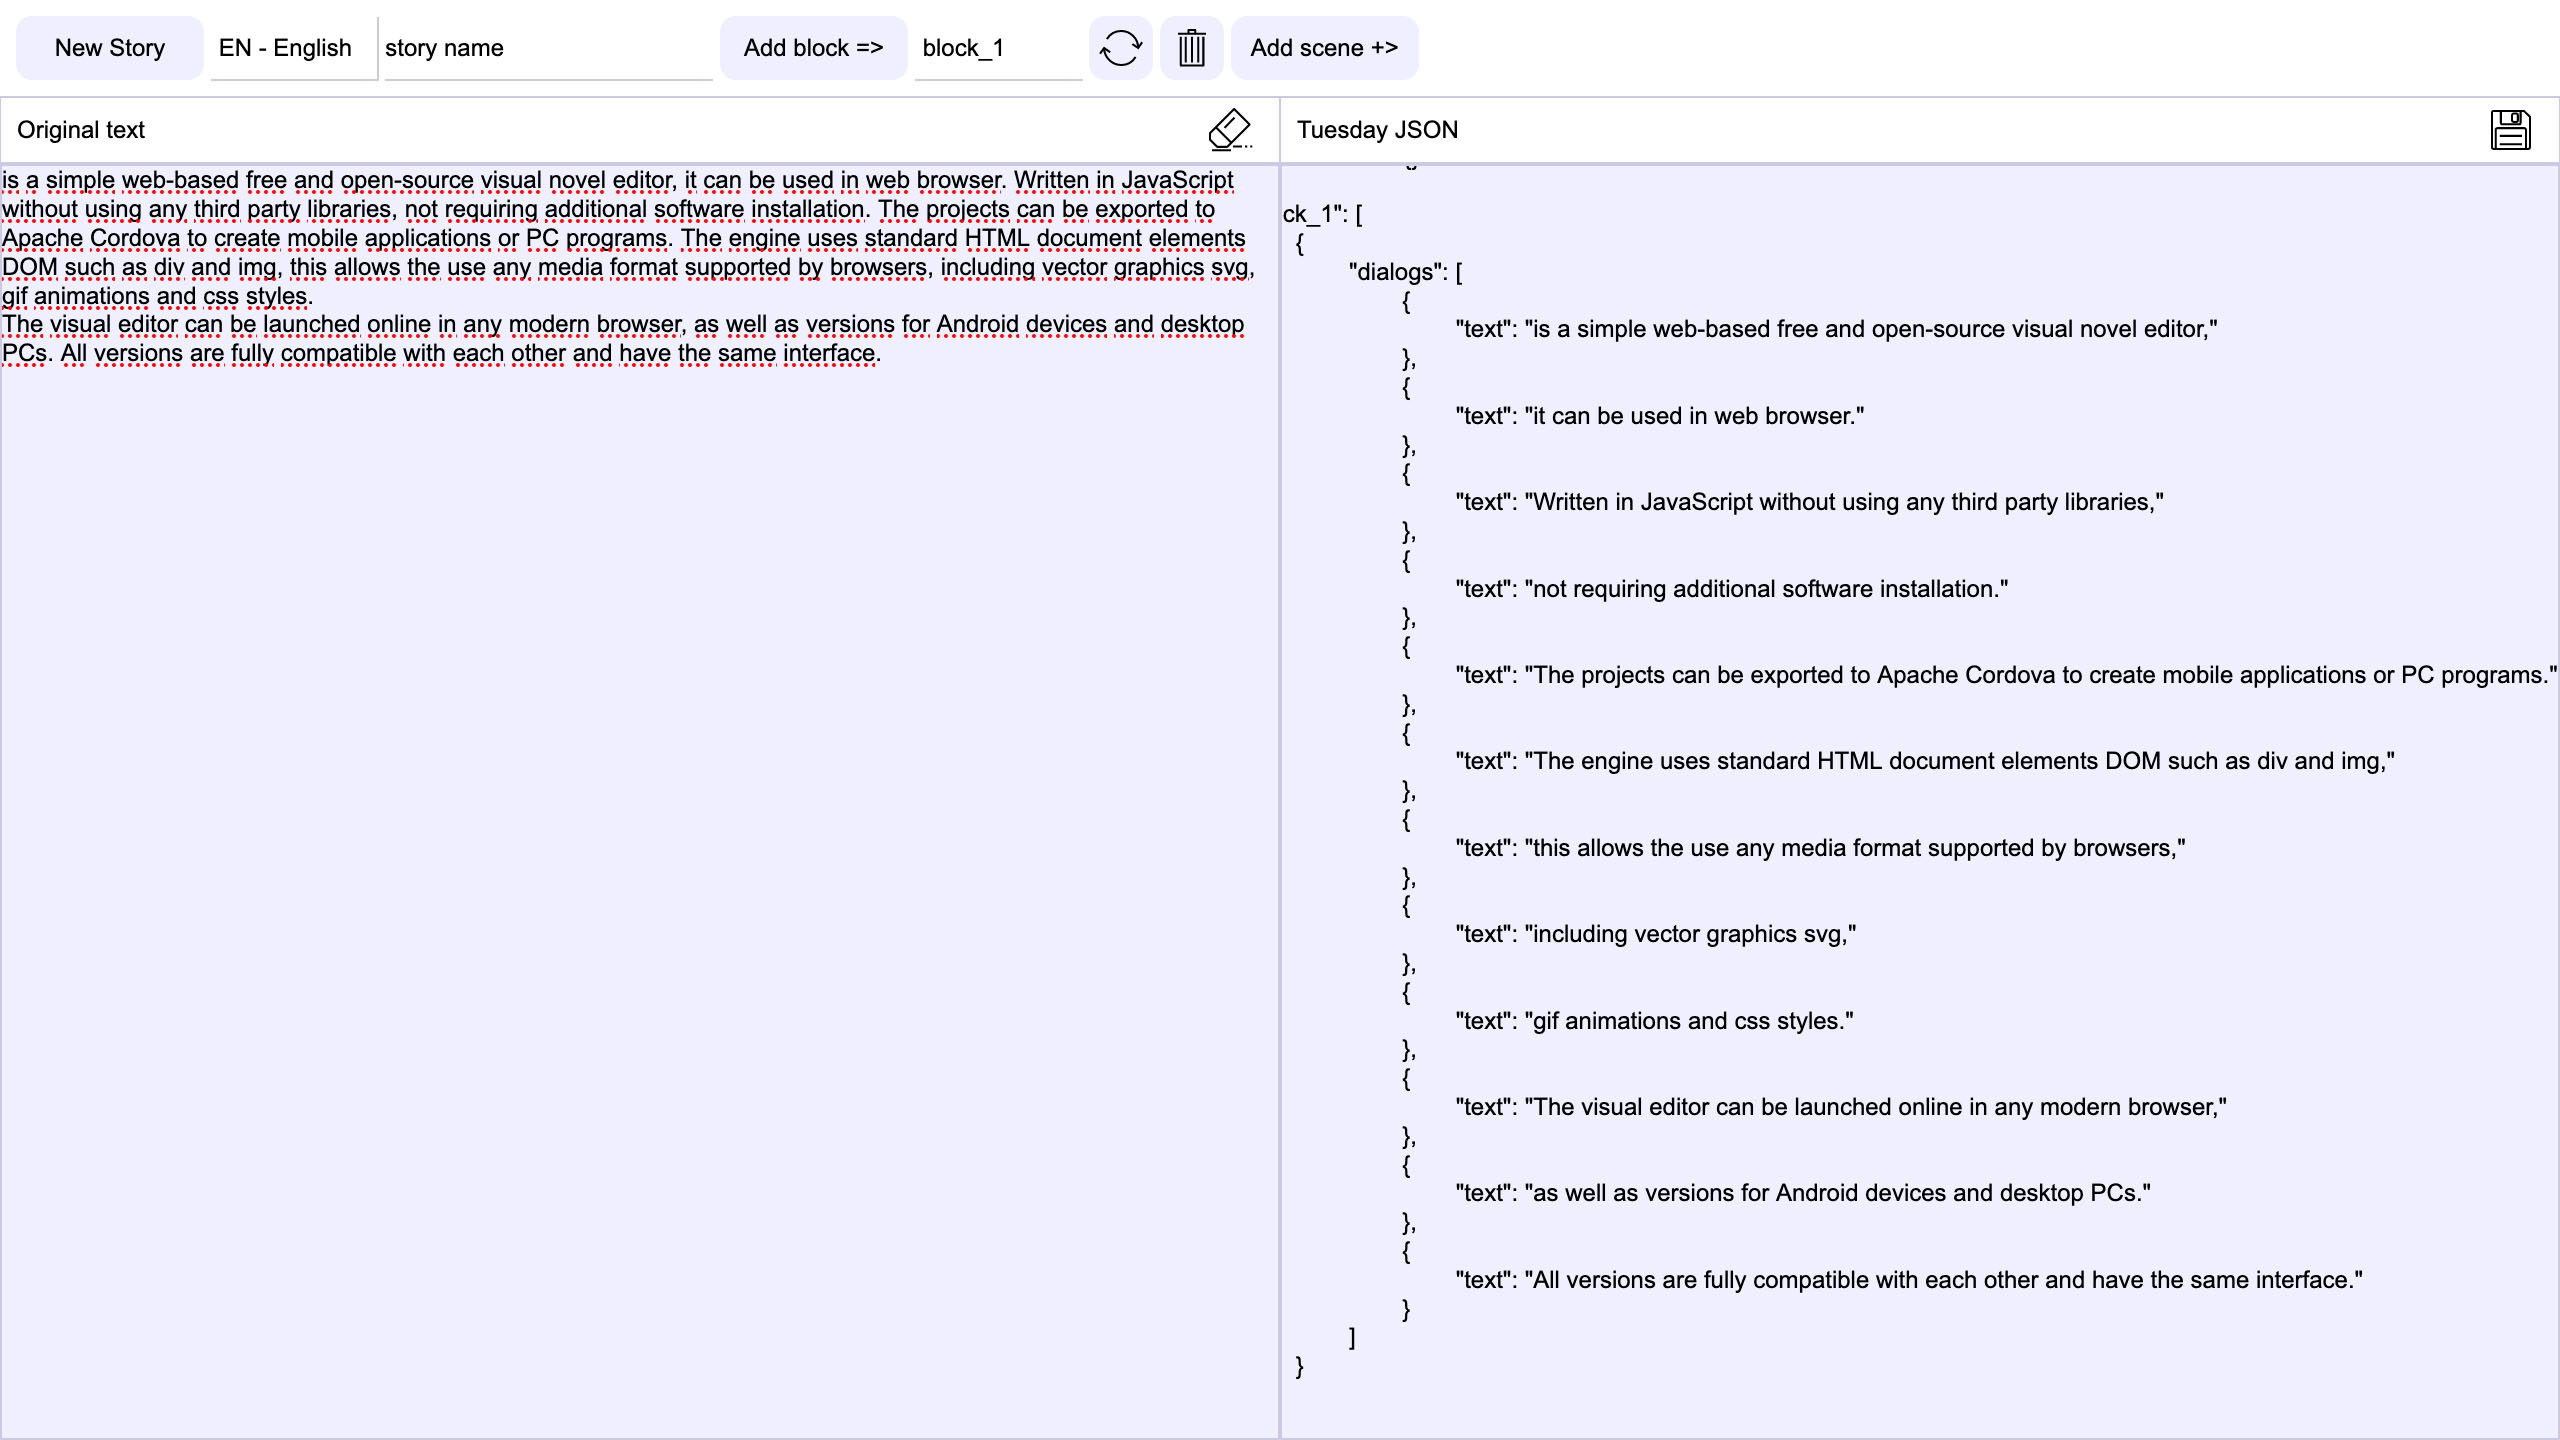 New Story EN - English story name Add block => block_1 Add scene +>
Original text
Tuesday JSON
is a simple web-based free and open-source visual novel editor, it can be used in web browser. Written in JavaScript
without using any third party libraries, not requiring additional software installation. The projects can be exported to
Apache Cordova to create mobile applications or PC programs. The engine uses standard HTML document elements
DOM such as div and img, this allows the use any media format supported by browsers, including vector graphics svg,
gif animations and css styles.
The visual editor can be launched online in any modern browser, as well as versions for Android devices and desktop
PCs. All versions are fully compatible with each other and have the same interface.
ck_1": [
{
"dialogs": [
{
"text": "is a simple web-based free and open-source visual novel editor,"
},
{
"text": "it can be used in web browser."
},
{
"text": "Written in JavaScript without using any third party libraries,"
},
{
"text": "not requiring additional software installation."
},
{
"text": "The projects can be exported to Apache Cordova to create mobile applications or PC programs."
},
{
"text": "The engine uses standard HTML document elements DOM such as div and img,"
},
{
"text": "this allows the use any media format supported by browsers,"
},
{
"text": "including vector graphics svg,"
},
{
"text": "gif animations and css styles."
},
{
"text": "The visual editor can be launched online in any modern browser,"
},
{
"text": "as well as versions for Android devices and desktop PCs."
},
{
"text": "All versions are fully compatible with each other and have the same interface."
}
]
}